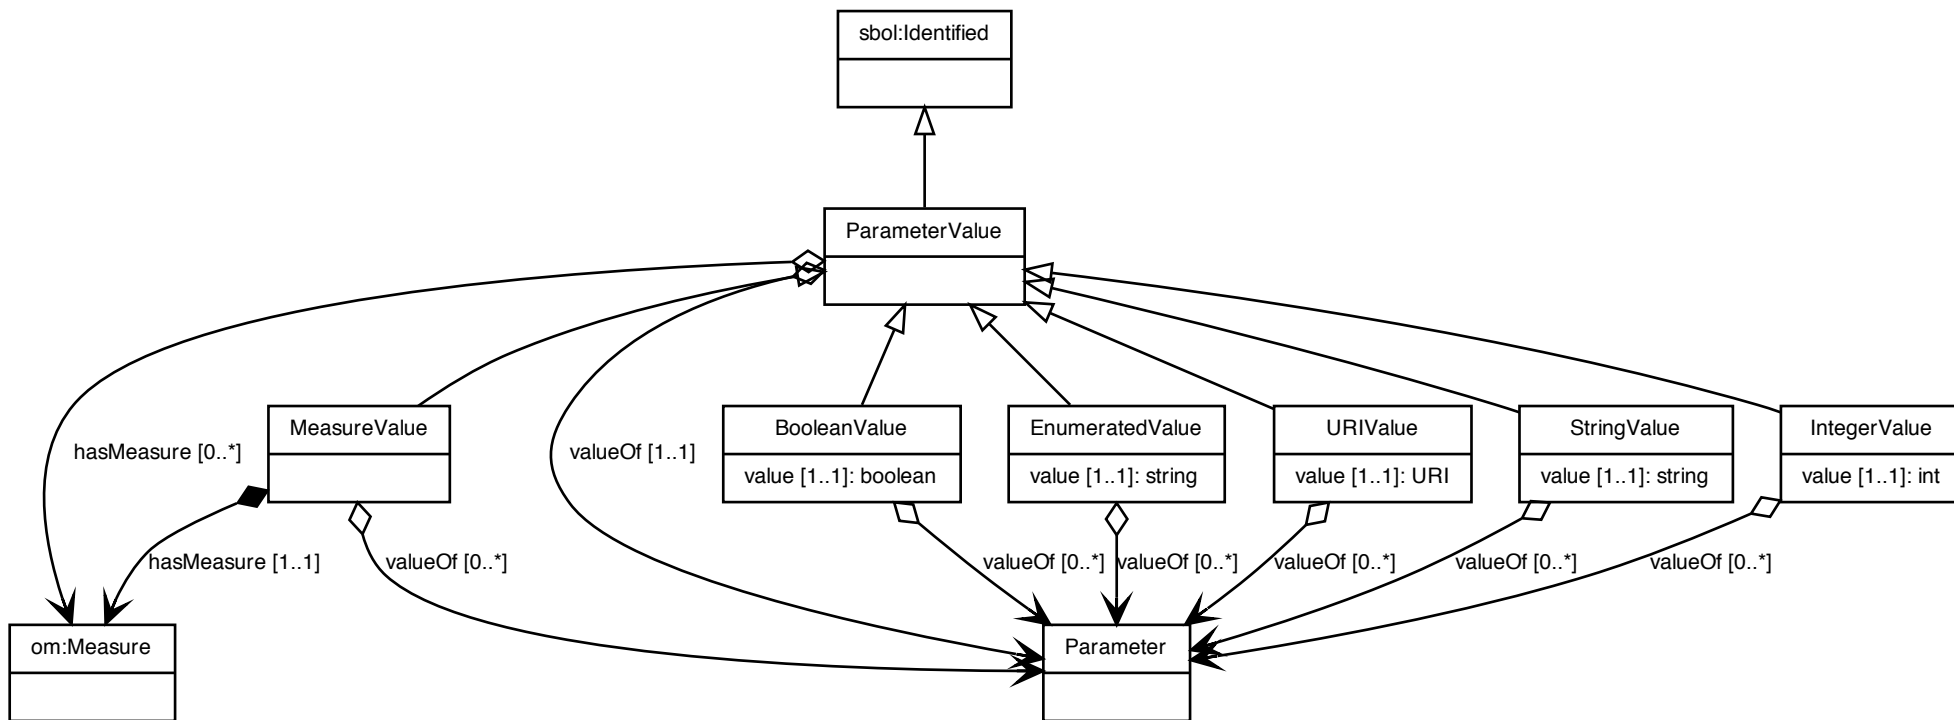 sbol:Identified
ParameterValue
MeasureValue
BooleanValue
value [1..1]: boolean
EnumeratedValue
value [1..1]: string
URIValue
value [1..1]: URI
StringValue
value [1..1]: string
IntegerValue
value [1..1]: int
hasMeasure [0..*]
valueOf [1..1]
hasMeasure [1..1]
valueOf [0..*]
valueOf [0..*]
valueOf [0..*]
valueOf [0..*]
valueOf [0..*]
valueOf [0..*]
om:Measure
Parameter